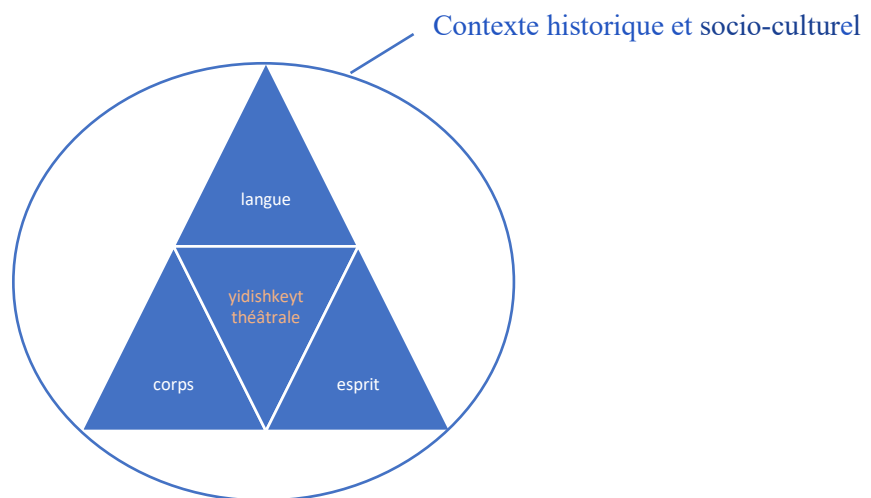 Contexte historique et socio-culturel
langue
yidishkeyt
théâtrale
corps
esprit